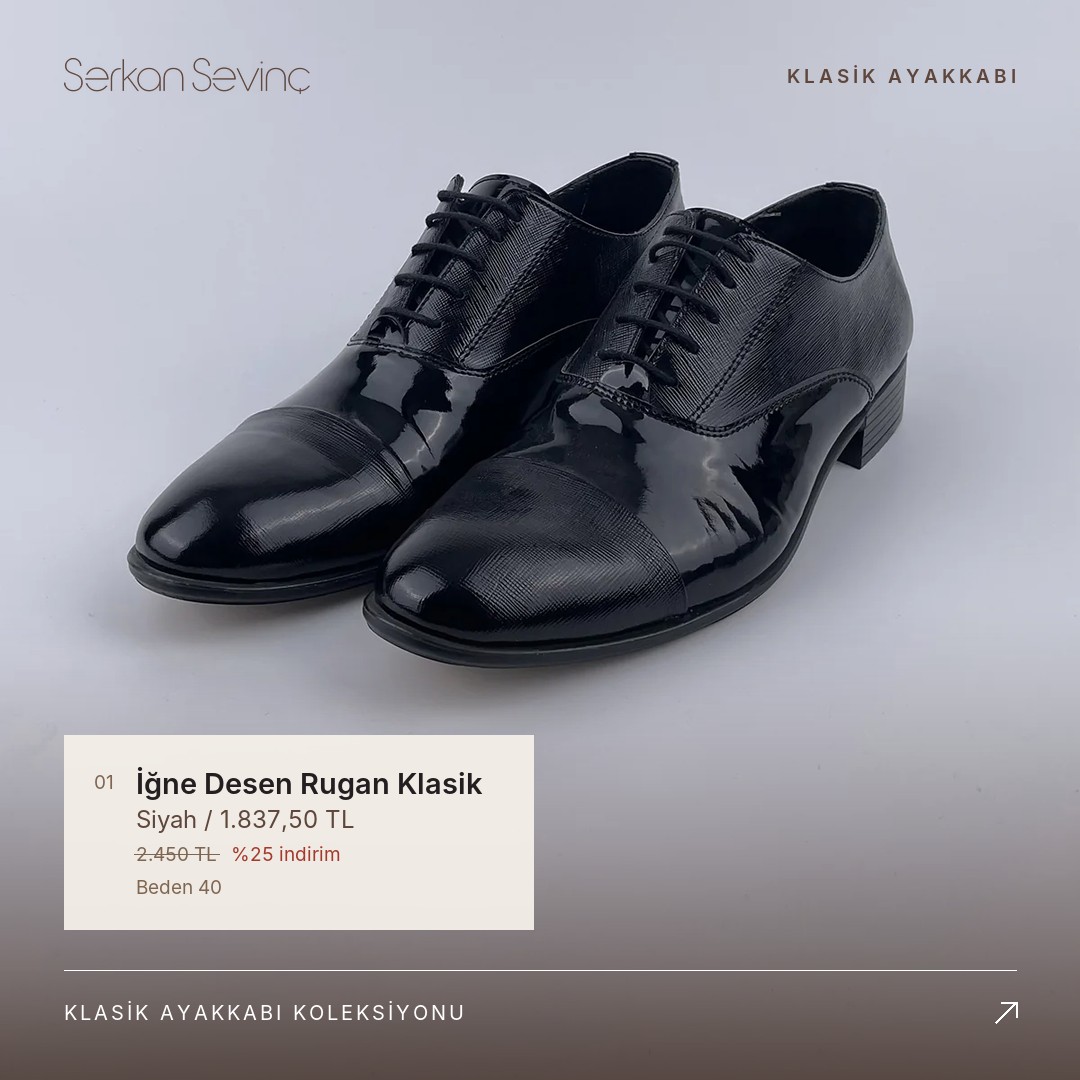 Serkan Sevinç
KLASİK AYAKKABI
01
İğne Desen Rugan Klasik
Siyah / 1.837,50 TL
2.450 TL %25 indirim
Beden 40
KLASİK AYAKKABI KOLEKSİYONU